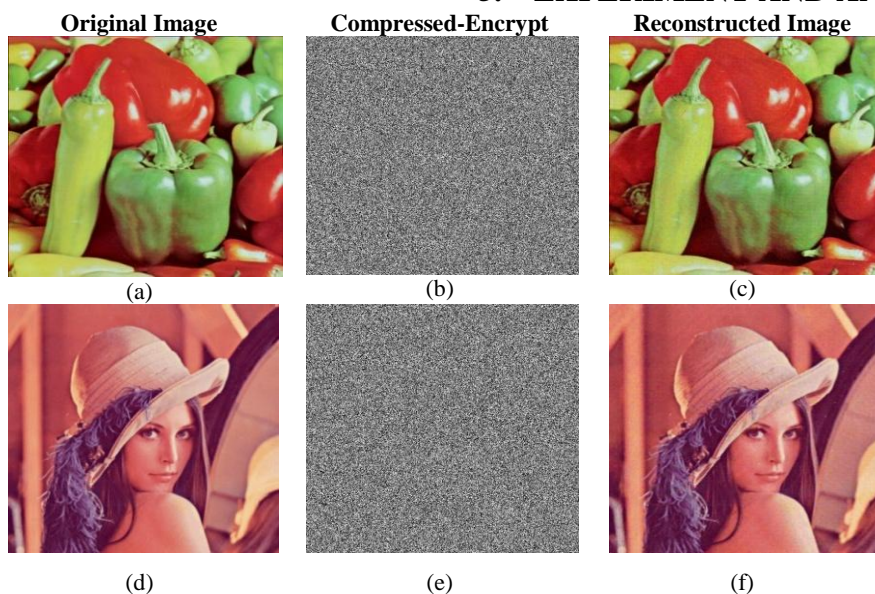 Original Image Compressed-Encrypt Reconstructed Image
(a) (b) (c)
(d) (e) (f)